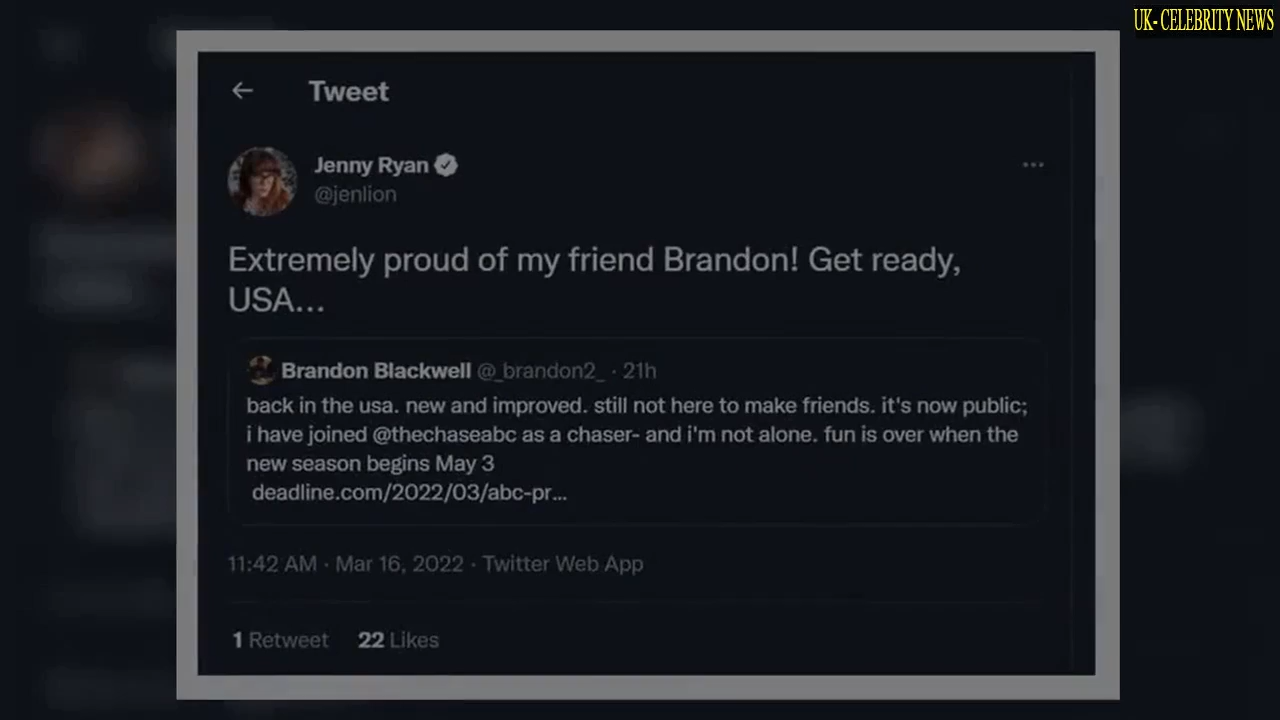 UK- CELEBRITY NEWS
Tweet
Jenny Ryan
@jenlion
Extremely proud of my friend Brandon! Get ready,
USA...
Brandon Blackwell @_brandon2_ · 21h
back in the usa. new and improved. still not here to make friends. it's now public;
i have joined @thechaseabc as a chaser- and i'm not alone. fun is over when the
new season begins May 3
deadline.com/2022/03/abc-pr...
11:42 AM · Mar 16, 2022 · Twitter Web App
1 Retweet 22 Likes